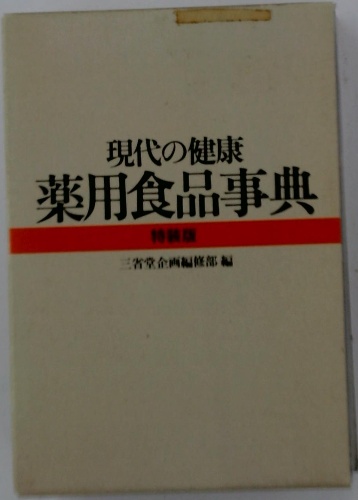 現代の健康
薬用食品事典
特装版
三省堂企画編修部 編